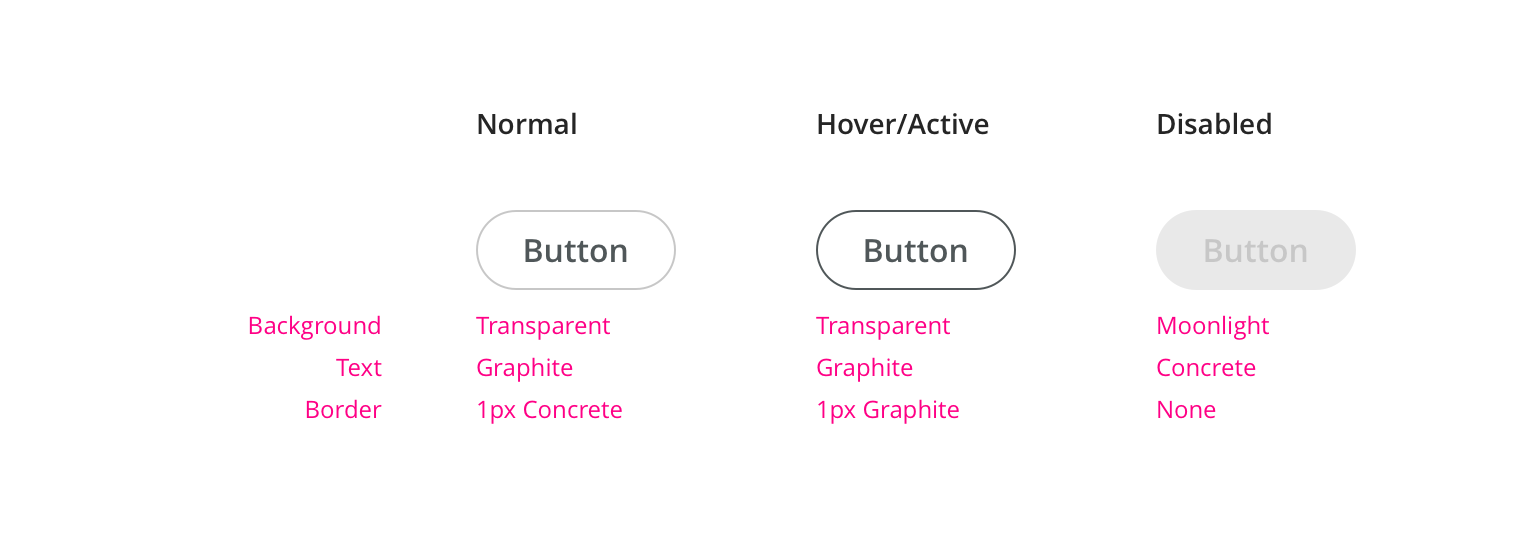 Normal Hover/Active Disabled
Button Button Button
Background Transparent Transparent Moonlight
Text Graphite Graphite Concrete
Border 1px Concrete 1px Graphite None